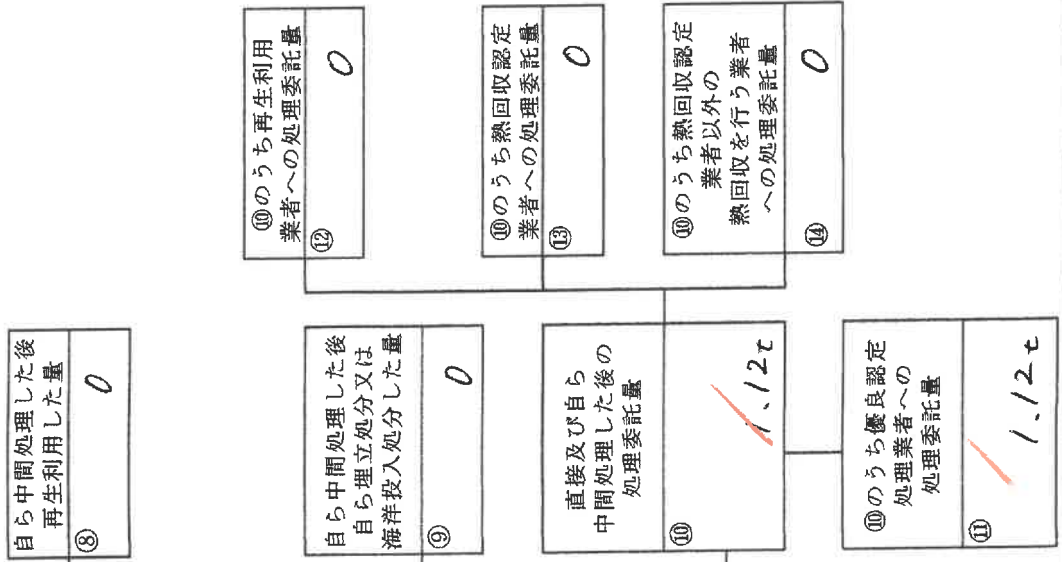 自ら中間処理した後
再生利用した量
⑧
0
自ら中間処理した後
自ら埋立処分又は
海洋投入処分した量
⑨
0
直接及び自ら
中間処理した後の
処理委託量
⑩
1.12t
⑩のうち優良認定
処理業者への
処理委託量
⑪
1.12t
⑩のうち再生利用
業者への処理委託量
⑫
0
⑩のうち熱回収認定
業者への処理委託量
⑬
0
⑩のうち熱回収認定
業者以外の
熱回収を行う業者
への処理委託量
⑭
0